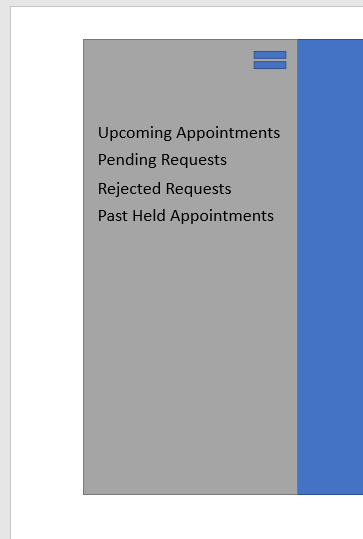 Upcoming Appointments
Pending Requests
Rejected Requests
Past Held Appointments